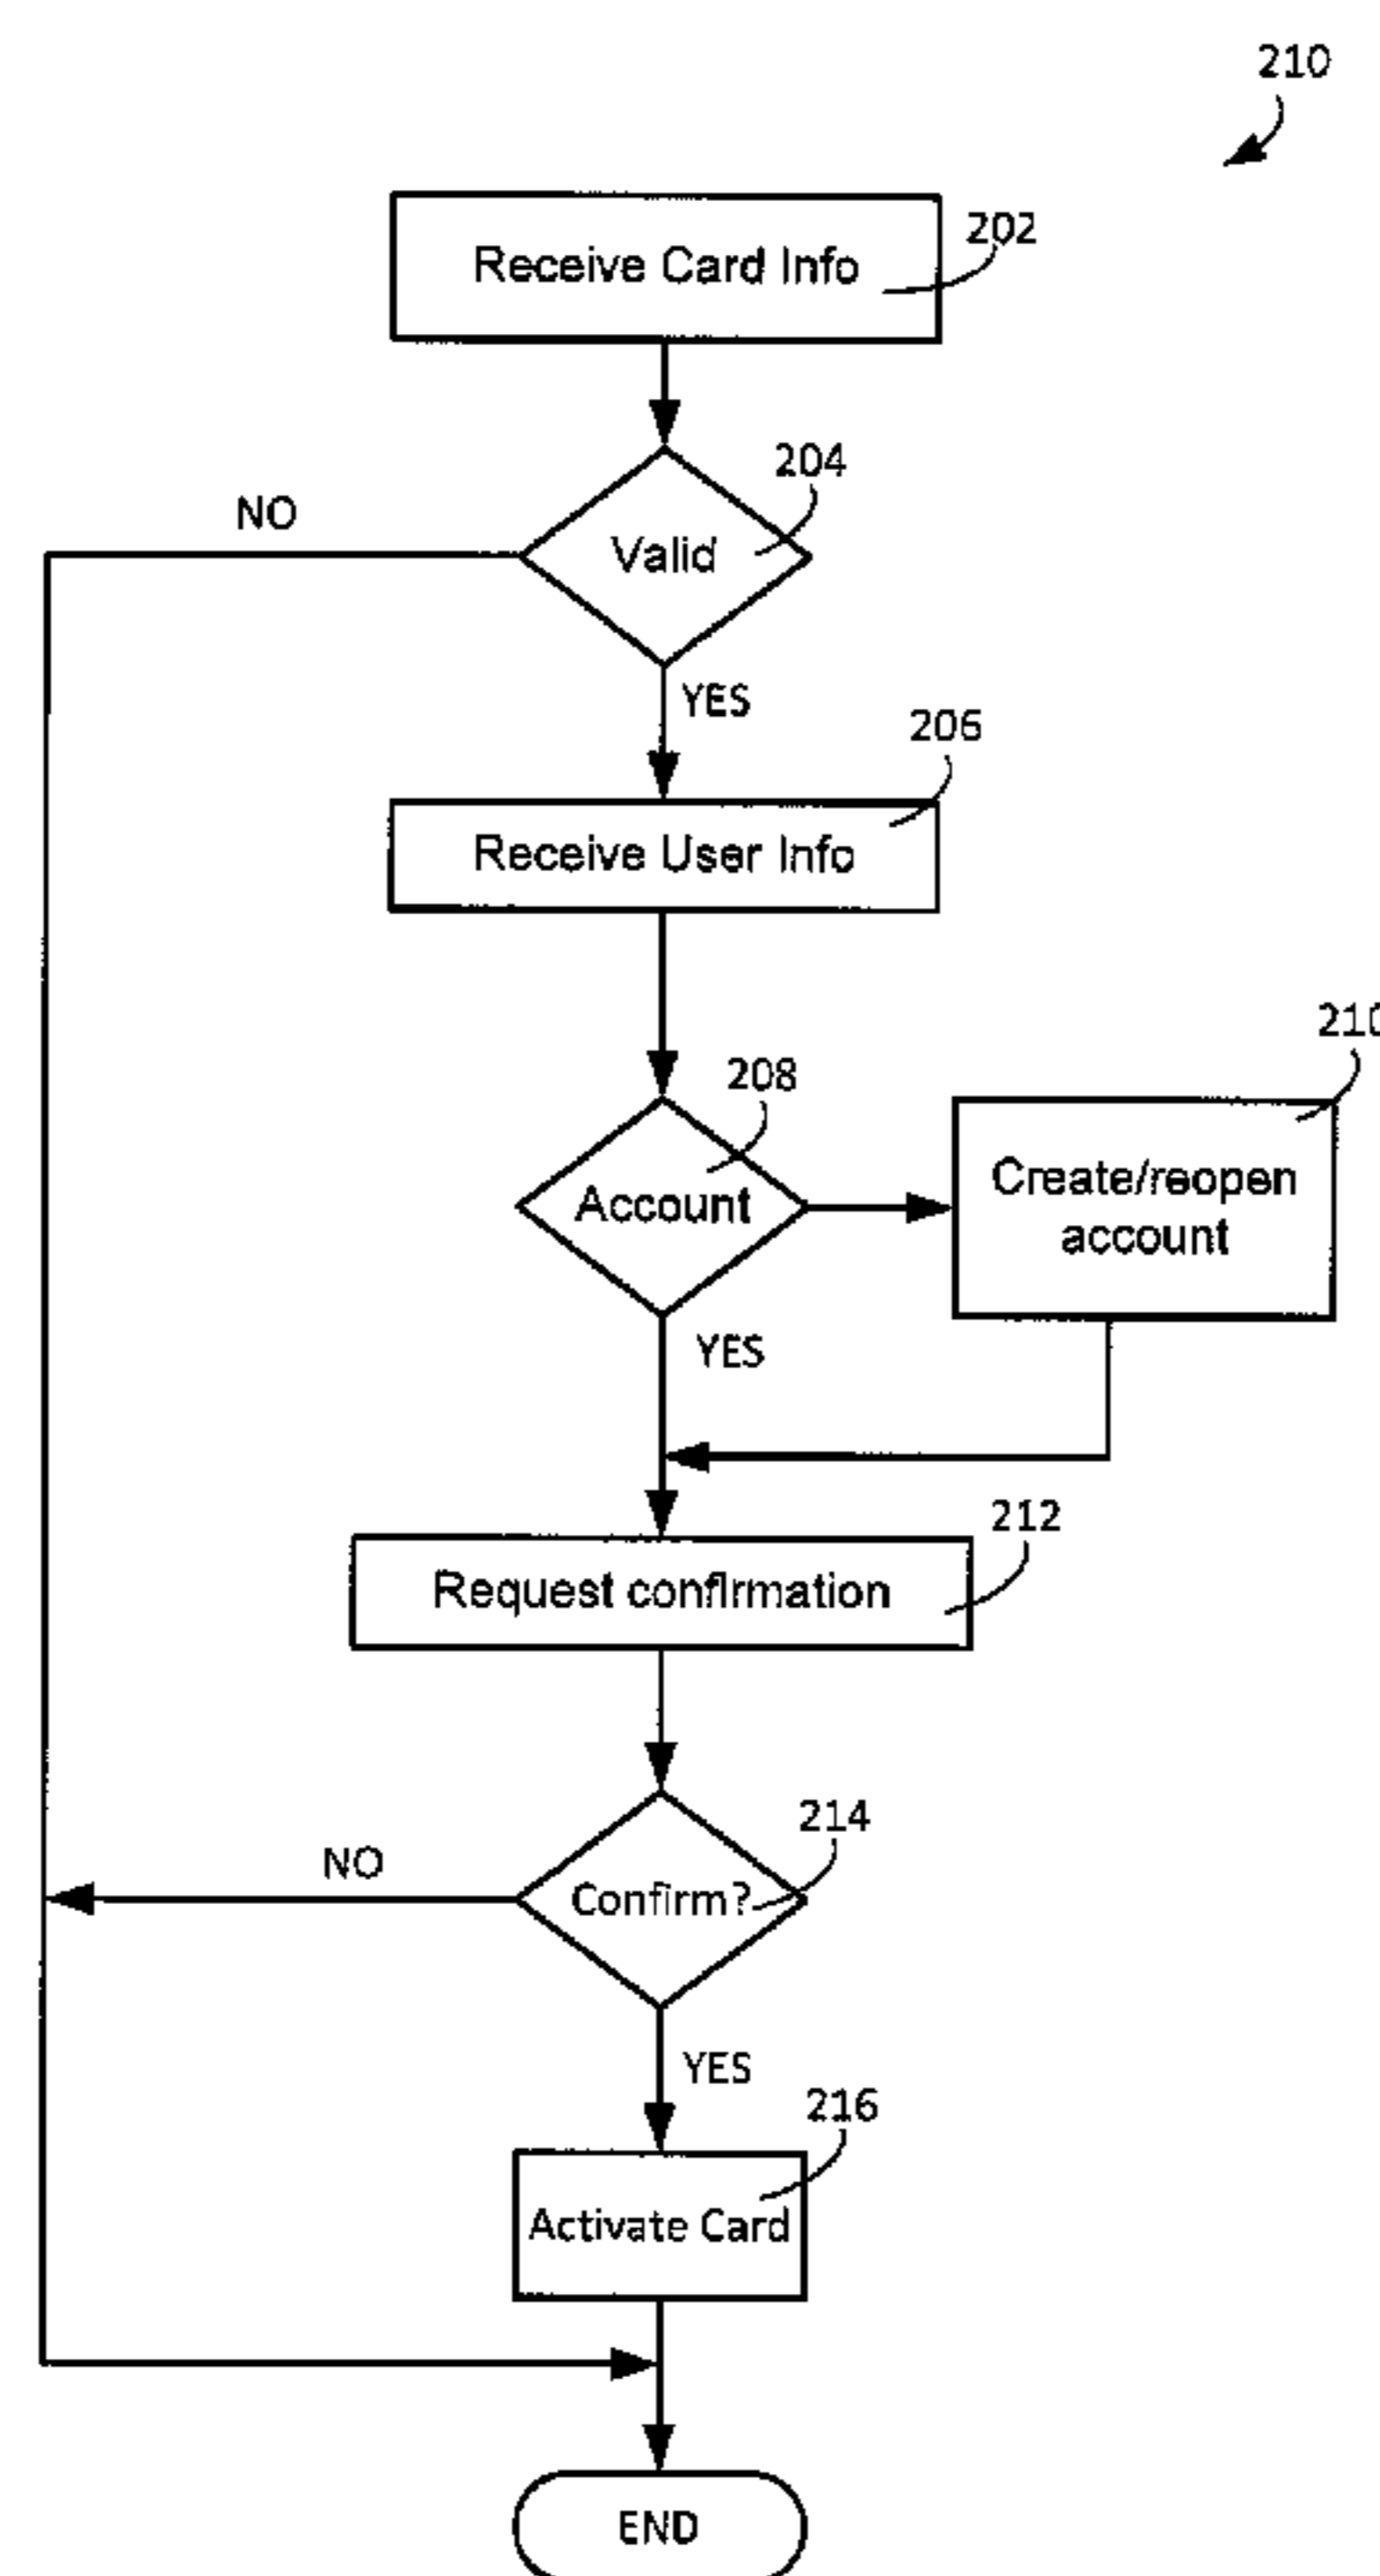 210
Receive Card Info
202
204
NO
Valid
YES
206
Receive User Info
210
208
Create/reopen
account
Account
YES
212
Request confirmation
214
NO
Confirm?
YES
216
Activate Card
END